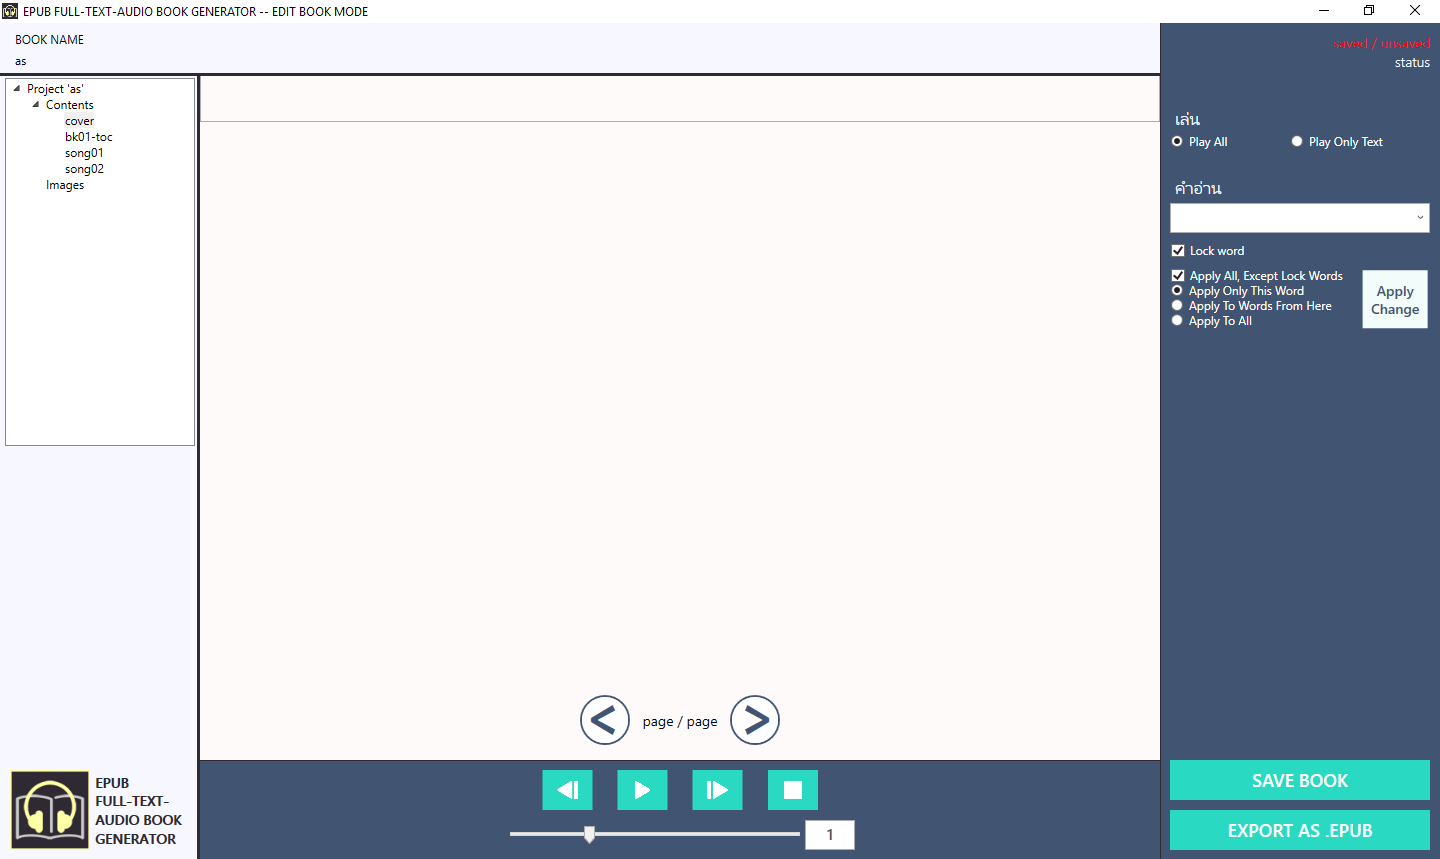 EPUB FULL-TEXT-AUDIO BOOK GENERATOR -- EDIT BOOK MODE
BOOK NAME
as
Project 'as'
Contents
cover
bk01-toc
song01
song02
Images
page / page
1
saved / unsaved
status
เล่น
Play All
Play Only Text
คำอ่าน
Lock word
Apply All, Except Lock Words
Apply Only This Word
Apply To Words From Here
Apply To All
Apply
Change
SAVE BOOK
EXPORT AS .EPUB
EPUB
FULL-TEXT-
AUDIO BOOK
GENERATOR